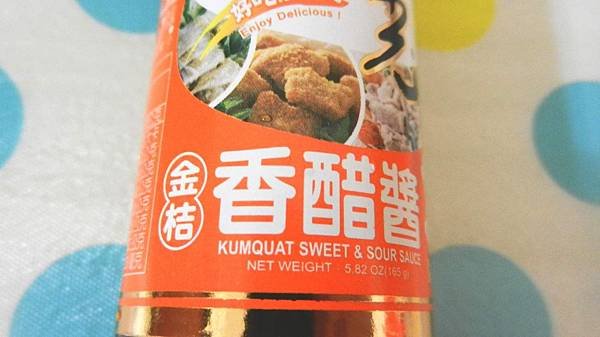 Enjoy Delicious !
金桔
香醋醬
KUMQUAT SWEET & SOUR SAUCE
NET WEIGHT : 5.82 OZ(165 g)